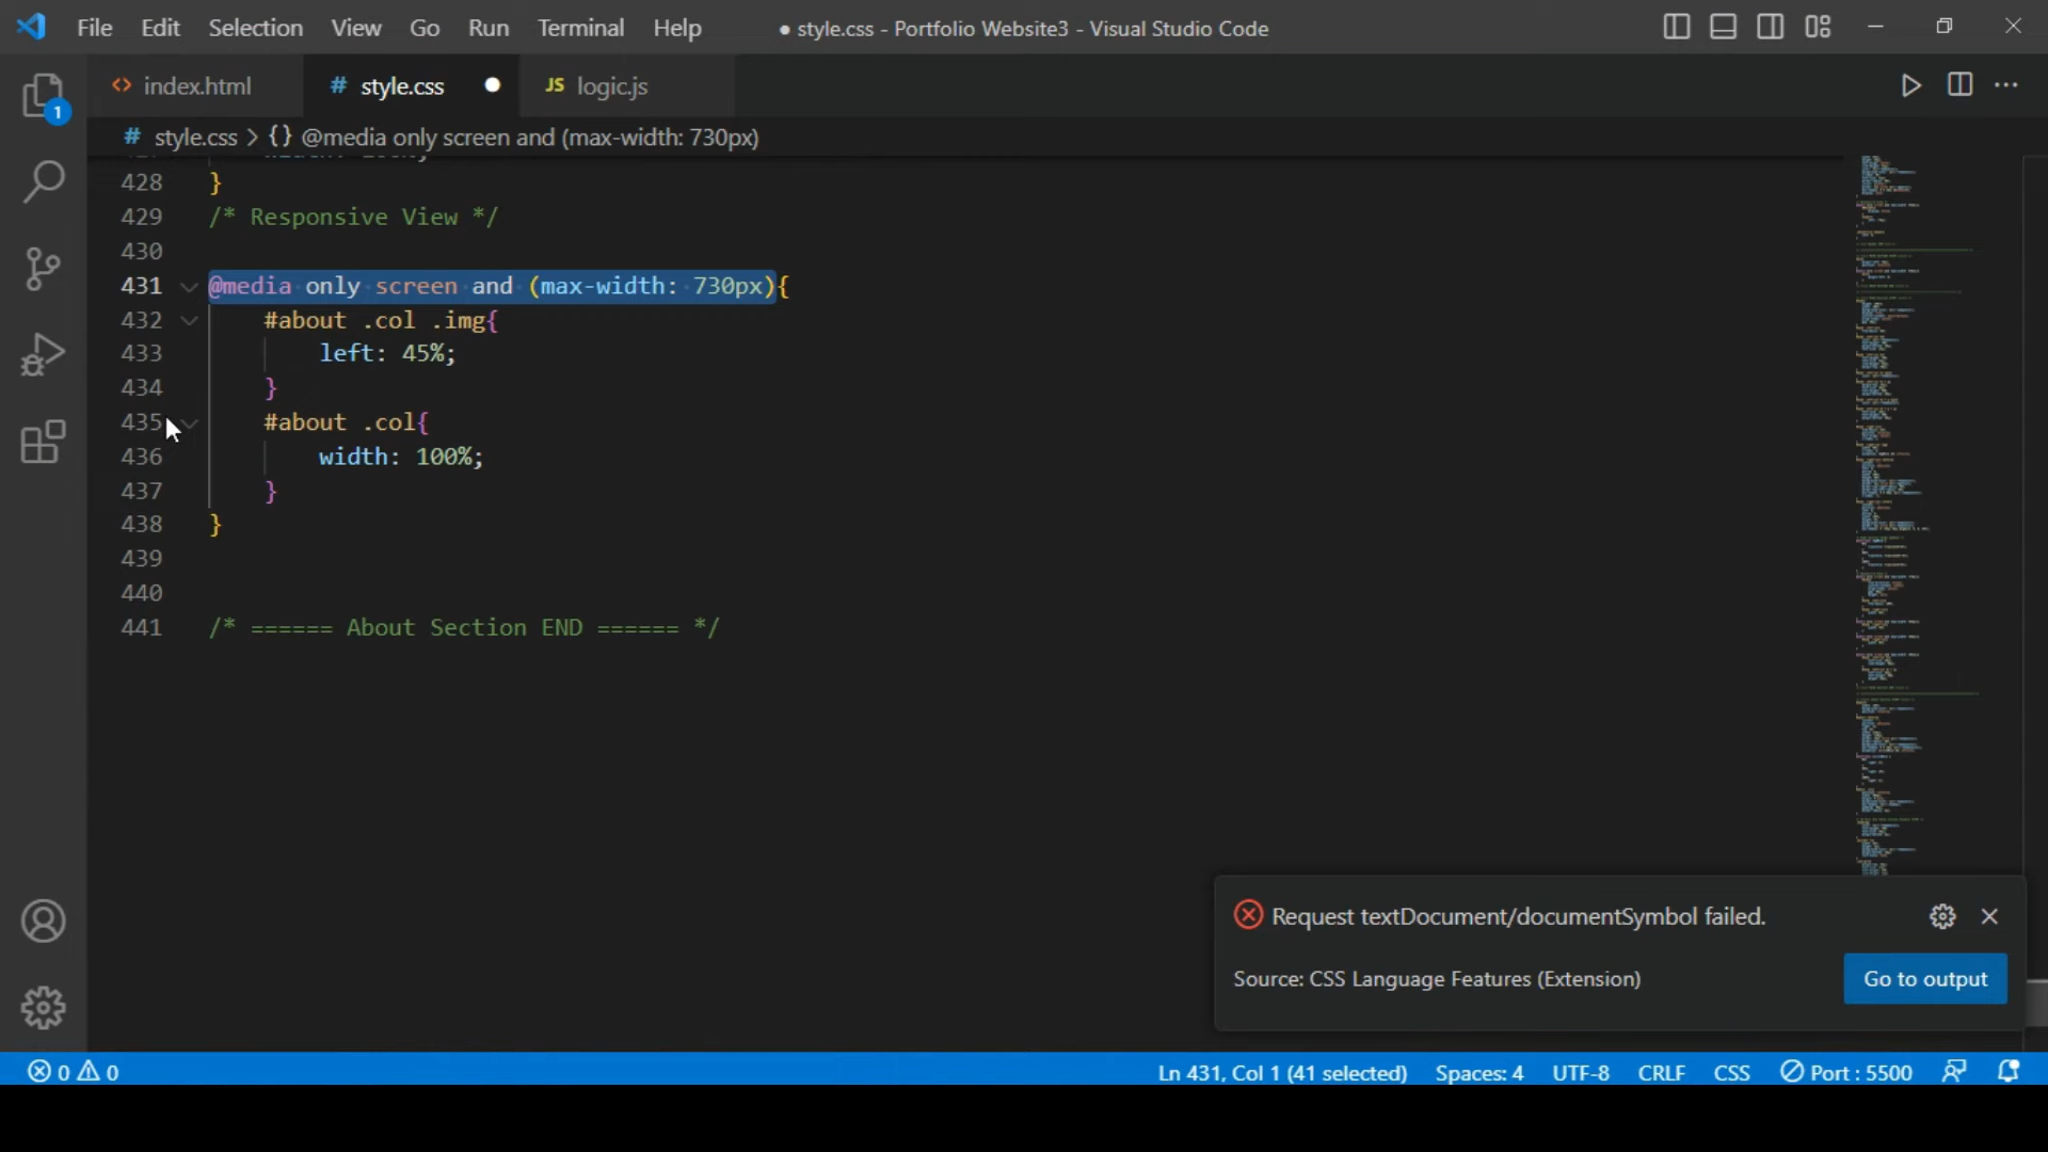 File Edit Selection View Go Run Terminal Help ● style.css - Portfolio Website3 - Visual Studio Code
index.html # style.css ● JS logic.js
1
# style.css > {} @media only screen and (max-width: 730px)
428 }
429 /* Responsive View */
430
431 @media only screen and (max-width: 730px){
432 #about .col .img{
433 left: 45%;
434 }
435 #about .col{
436 width: 100%;
437 }
438 }
439
440
441 /* ====== About Section END ====== */
Request textDocument/documentSymbol failed.
Source: CSS Language Features (Extension) Go to output
0 0 Ln 431, Col 1 (41 selected) Spaces: 4 UTF-8 CRLF CSS Port : 5500